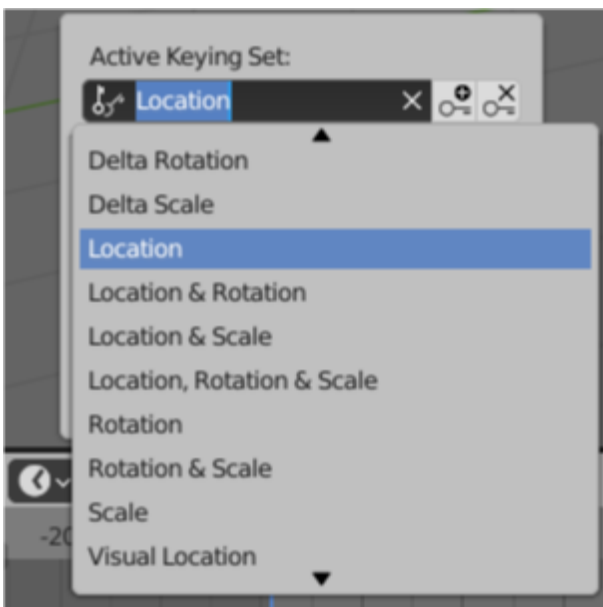 Active Keying Set:
Location
Delta Rotation
Delta Scale
Location
Location & Rotation
Location & Scale
Location, Rotation & Scale
Rotation
Rotation & Scale
Scale
-20
Visual Location